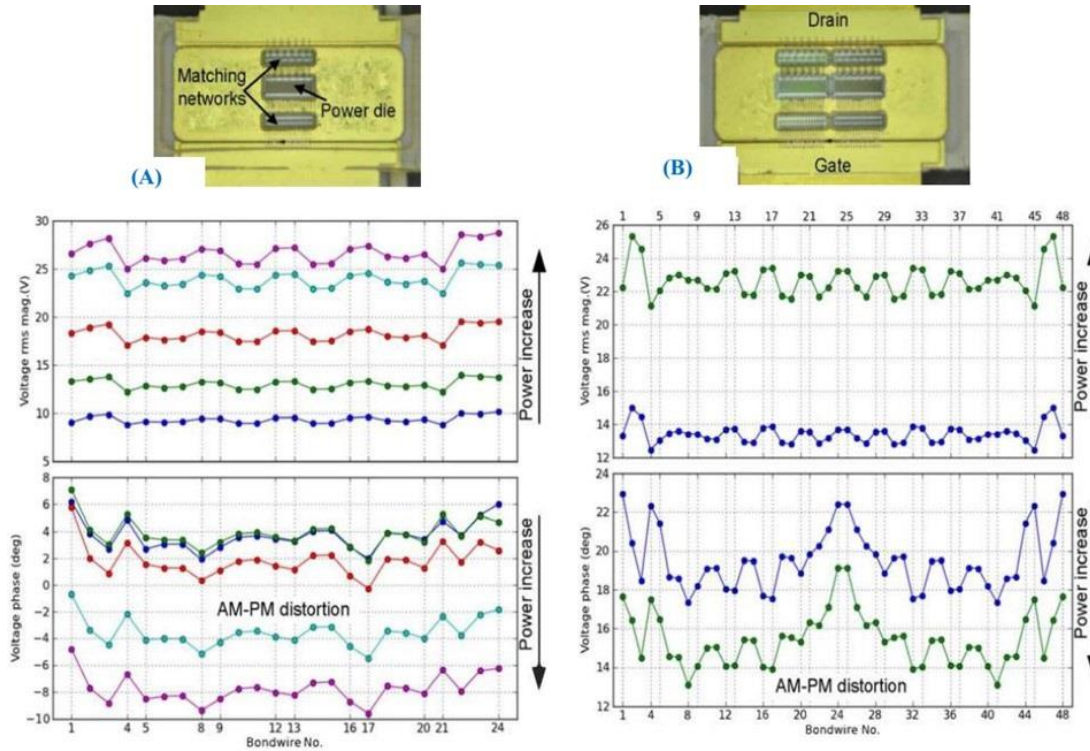 Matching
networks
Power die
(A)
Drain
Gate
(B)
30
25
20
15
10
5
Voltage rms mag.(V)
Power increase
8
6
4
2
0
−2
−4
−6
−8
−10
Voltage phase (deg)
AM-PM distortion
Power increase
1 4 5 8 9 12 13 16 17 20 21 24
Bondwire No.
1 5 9 13 17 21 25 29 33 37 41 45 48
26
24
22
20
18
16
14
12
Voltage rms mag.(V)
Power increase
24
22
20
18
16
14
12
Voltage phase (deg)
AM-PM distortion
Power increase
1 4 8 12 16 20 24 28 32 36 40 44 48
Bondwire No.